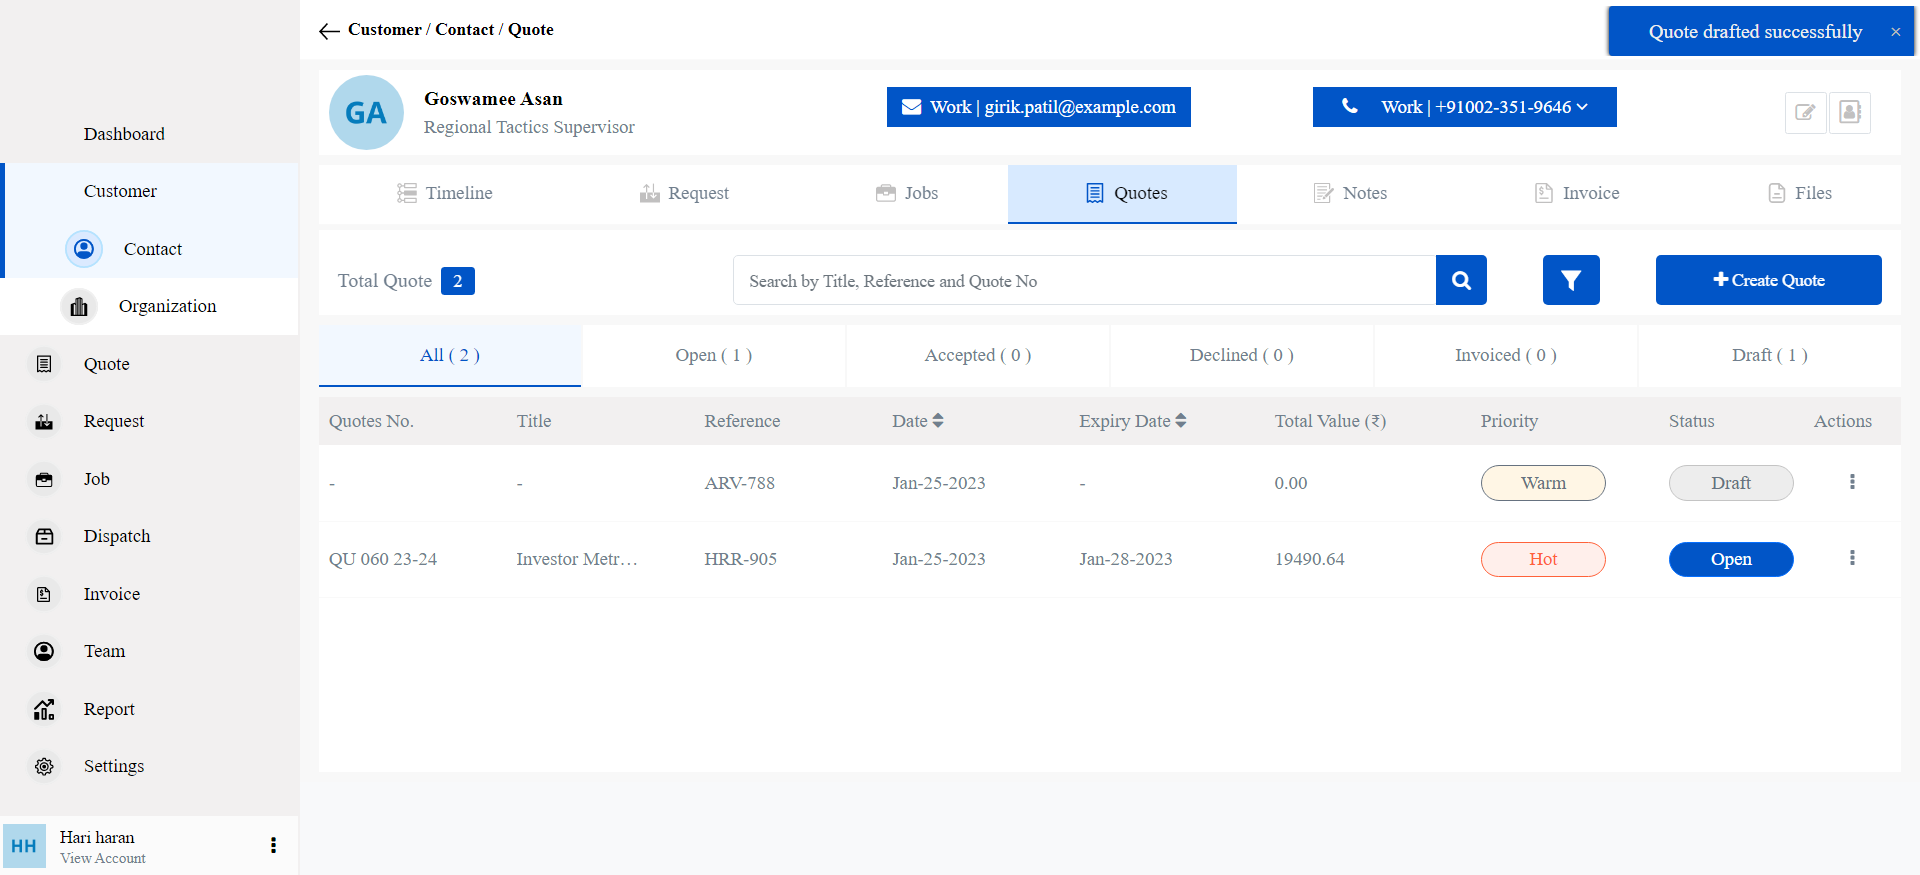 Customer / Contact / Quote
Quote drafted successfully ×
GA
Goswamee Asan
Regional Tactics Supervisor
Work | girik.patil@example.com
Work | +91002-351-9646
Dashboard
Customer
Contact
Organization
Quote
Request
Job
Dispatch
Invoice
Team
Report
Settings
HH
Hari haran
View Account
Timeline
Request
Jobs
Quotes
Notes
Invoice
Files
Total Quote 2
Search by Title, Reference and Quote No
Create Quote
All ( 2 )
Open ( 1 )
Accepted ( 0 )
Declined ( 0 )
Invoiced ( 0 )
Draft ( 1 )
Quotes No. Title Reference Date Expiry Date Total Value (₹) Priority Status Actions
- - ARV-788 Jan-25-2023 - 0.00 Warm Draft
QU 060 23-24 Investor Metr... HRR-905 Jan-25-2023 Jan-28-2023 19490.64 Hot Open